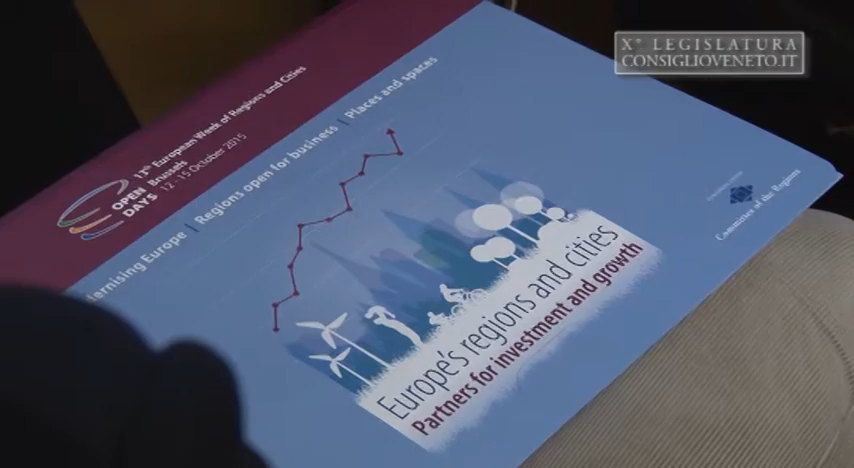 X° LEGISLATURA
CONSIGLIOVENETO.IT
13th European Week of Regions and Cities
OPEN DAYS
Brussels
12 - 15 October 2015
dernising Europe | Regions open for business | Places and spaces
Europe's regions and cities
Partners for investment and growth
Committee of the Regions